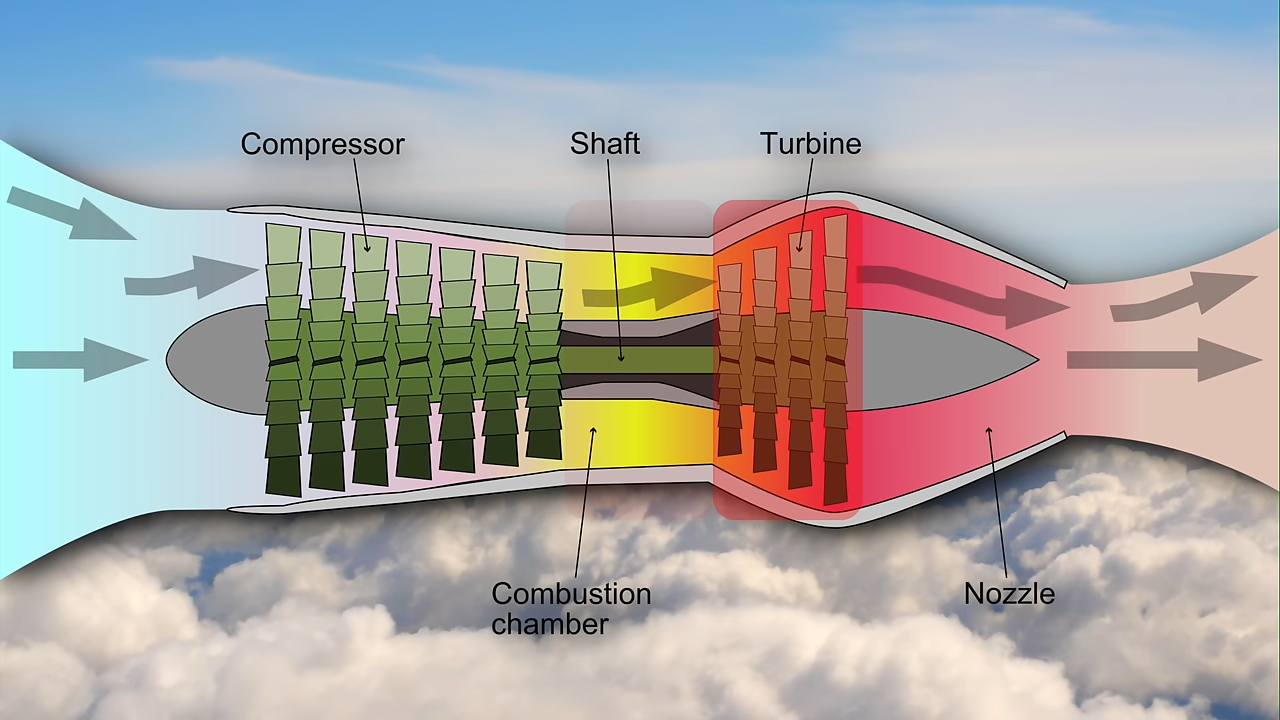 Compressor
Shaft
Turbine
Combustion
chamber
Nozzle